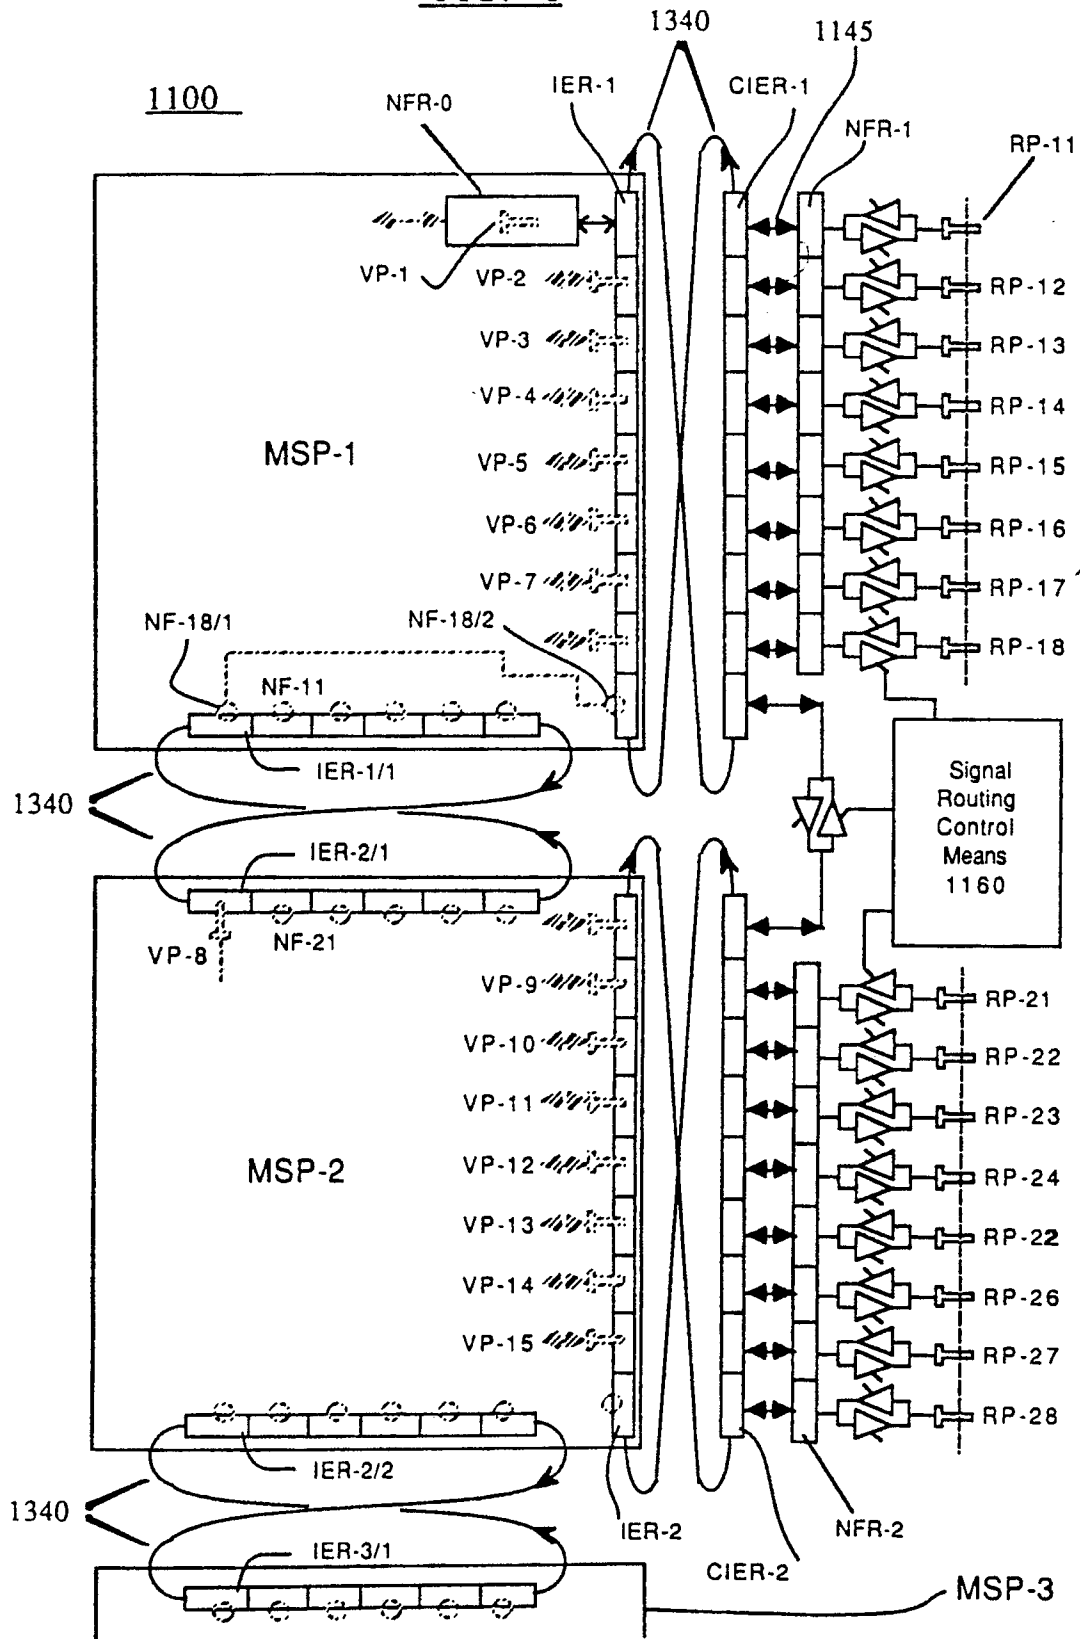 1340
1145
1100
IER-1
CIER-1
NFR-0
NFR-1
RP-11
VP-1
VP-2
RP-12
VP-3
RP-13
VP-4
RP-14
MSP-1
VP-5
RP-15
VP-6
RP-16
VP-7
RP-17
NF-18/1
NF-18/2
RP-18
NF-11
IER-1/1
1340
Signal
Routing
Control
Means
1160
IER-2/1
VP-8
NF-21
VP-9
RP-21
VP-10
RP-22
VP-11
RP-23
MSP-2
VP-12
RP-24
VP-13
RP-22
VP-14
RP-26
VP-15
RP-27
RP-28
IER-2/2
1340
IER-2
NFR-2
IER-3/1
CIER-2
MSP-3